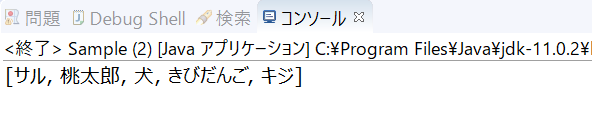 問題 Debug Shell 検索 コンソール
<終了> Sample (2) [Java アプリケーション] C:¥Program Files¥Java¥jdk-11.0.2¥
[サル, 桃太郎, 犬, きびだんご, キジ]